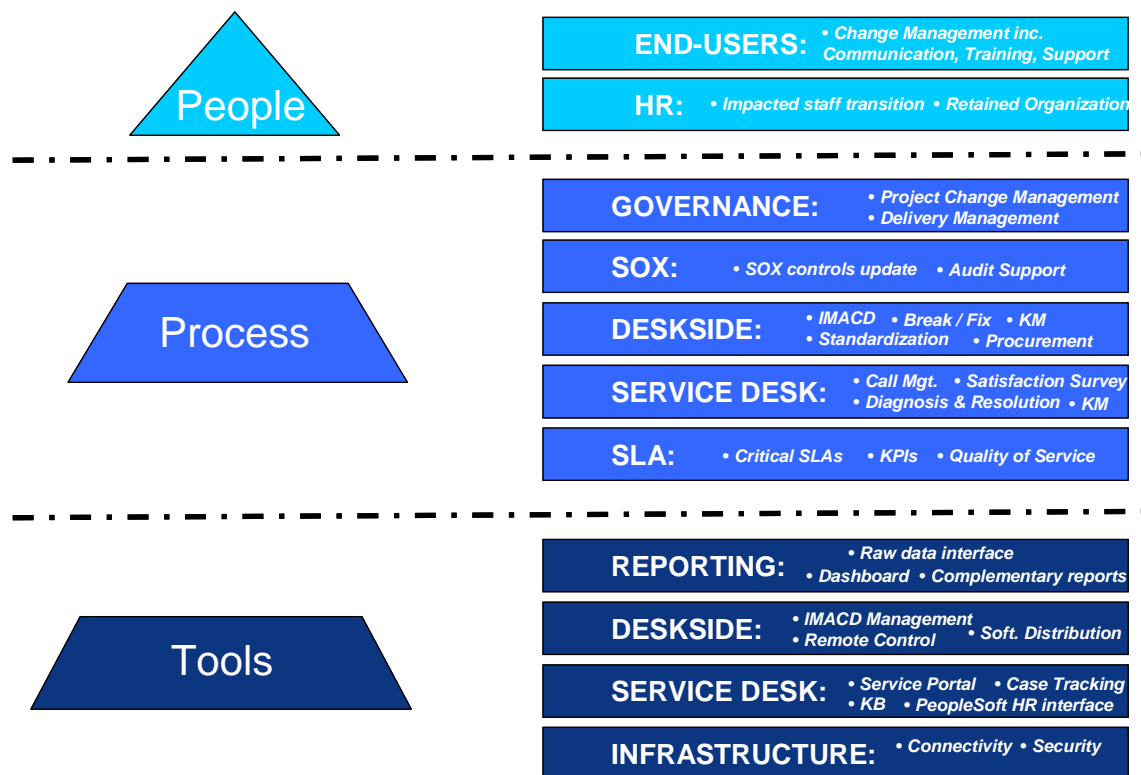 People
END-USERS: • Change Management inc.
Communication, Training, Support
HR: • Impacted staff transition • Retained Organization
Process
GOVERNANCE: • Project Change Management
• Delivery Management
SOX: • SOX controls update • Audit Support
DESKSIDE: • IMACD • Break / Fix • KM
• Standardization • Procurement
SERVICE DESK: • Call Mgt. • Satisfaction Survey
• Diagnosis & Resolution • KM
SLA: • Critical SLAs • KPIs • Quality of Service
Tools
REPORTING: • Raw data interface
• Dashboard • Complementary reports
DESKSIDE: • IMACD Management
• Remote Control • Soft. Distribution
SERVICE DESK: • Service Portal • Case Tracking
• KB • PeopleSoft HR interface
INFRASTRUCTURE: • Connectivity • Security